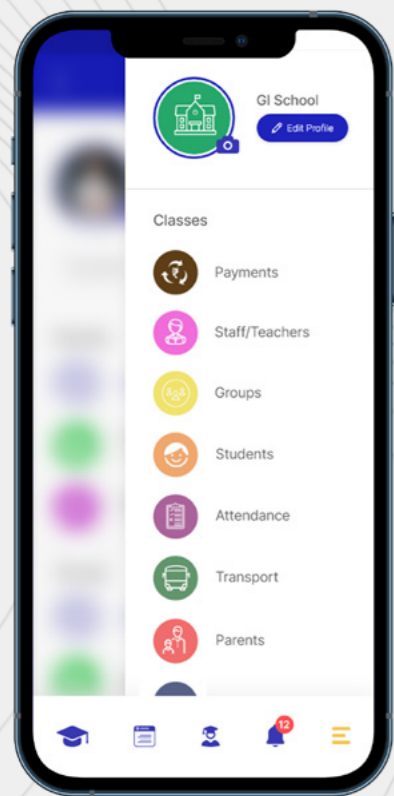 GI School
Edit Profile
Classes
₹
Payments
Staff/Teachers
Groups
Students
Attendance
Transport
Parents
12